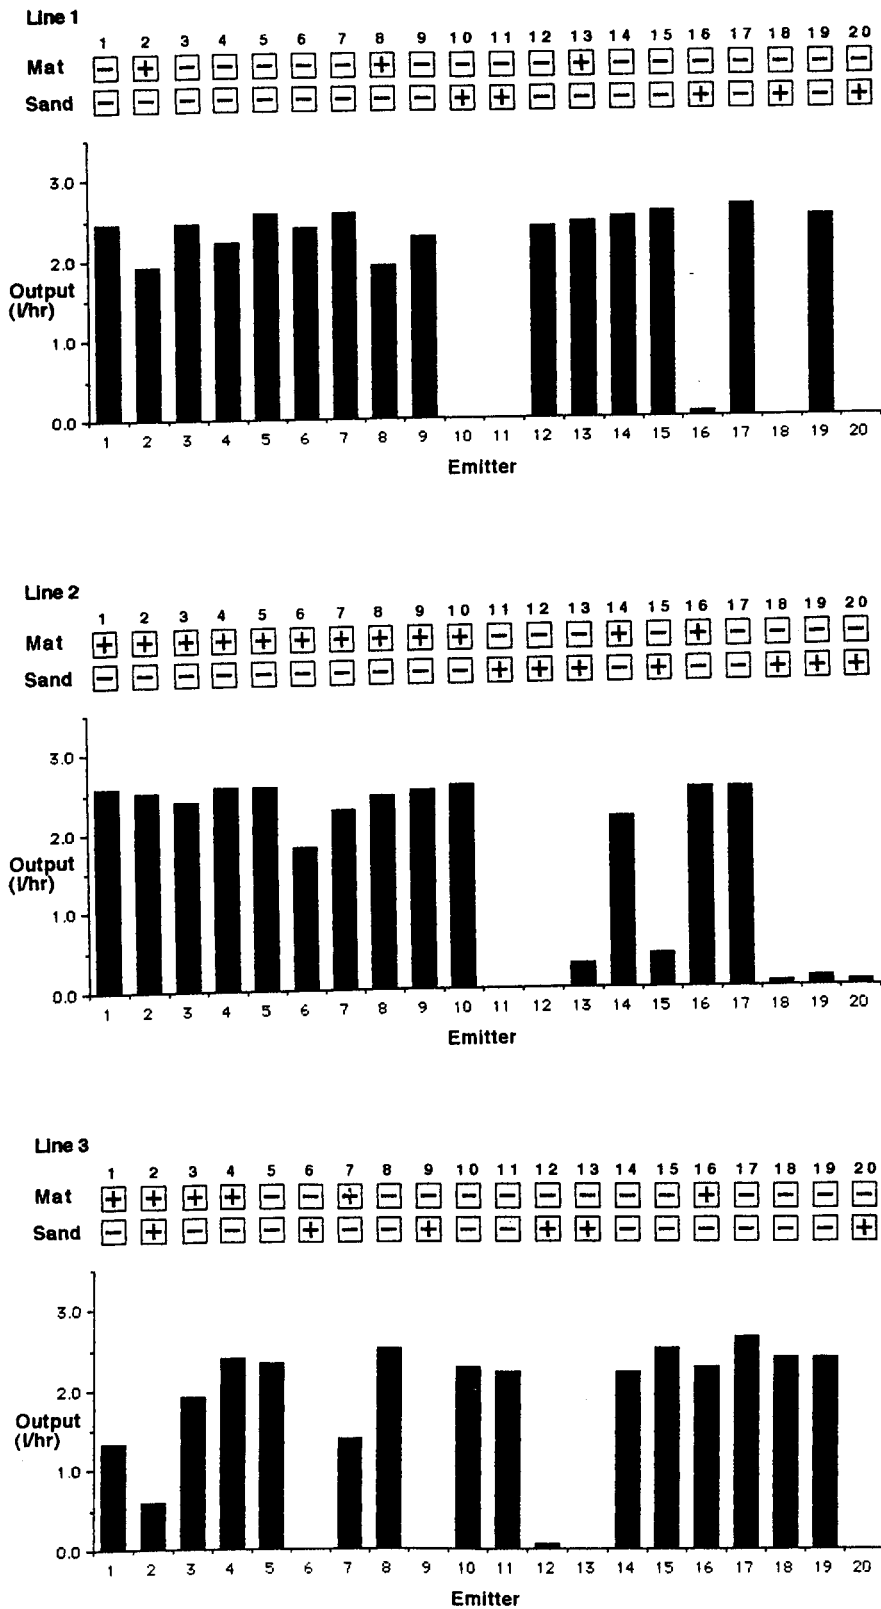 Line 1
1 2 3 4 5 6 7 8 9 10 11 12 13 14 15 16 17 18 19 20
Mat − + − − − − − + − − − − + − − − − − − −
Sand − − − − − − − − − + + − − − − + − + − +
3.0
2.0
Output
(l/hr)
1.0
0.0
1 2 3 4 5 6 7 8 9 10 11 12 13 14 15 16 17 18 19 20
Emitter
Line 2
1 2 3 4 5 6 7 8 9 10 11 12 13 14 15 16 17 18 19 20
Mat + + + + + + + + + + − − − + − + − − − −
Sand − − − − − − − − − − + + + − + − − + + +
3.0
2.0
Output
(l/hr)
1.0
0.0
1 2 3 4 5 6 7 8 9 10 11 12 13 14 15 16 17 18 19 20
Emitter
Line 3
1 2 3 4 5 6 7 8 9 10 11 12 13 14 15 16 17 18 19 20
Mat + + + + − − + − − − − − − − − + − − − −
Sand − + − − − + − − + − − + + − − − − − − +
3.0
2.0
Output
(l/hr)
1.0
0.0
1 2 3 4 5 6 7 8 9 10 11 12 13 14 15 16 17 18 19 20
Emitter